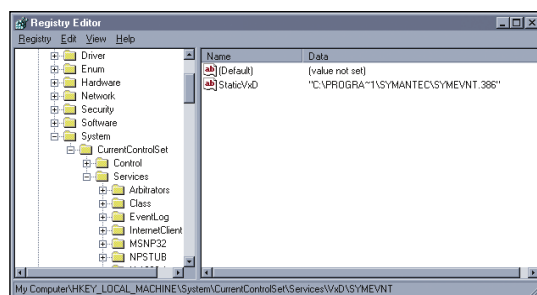 Registry Editor
Registry Edit View Help
Driver
Enum
Hardware
Network
Security
Software
System
CurrentControlSet
Control
Services
Arbitrators
Class
EventLog
InternetClient
MSNP32
NPSTUB
Name Data
(Default) (value not set)
StaticVxD "C:\PROGRA~1\SYMANTEC\SYMEVNT.386"
My Computer\HKEY_LOCAL_MACHINE\System\CurrentControlSet\Services\VxD\SYMEVNT